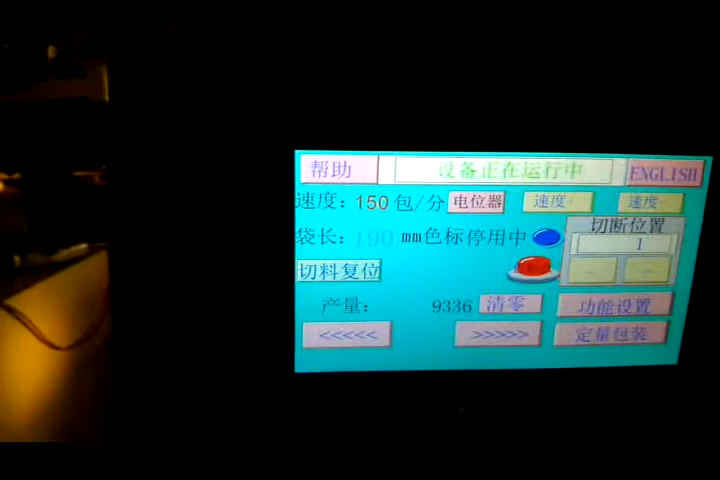 帮助 设备正在运行中 ENGLISH
速度: 150 包/分 电位器 速度 速度-
袋长: 190 mm 色标停用中 切断位置
1
切料复位
产量: 9336 清零 功能设置
<<<<< >>>>> 定量包装